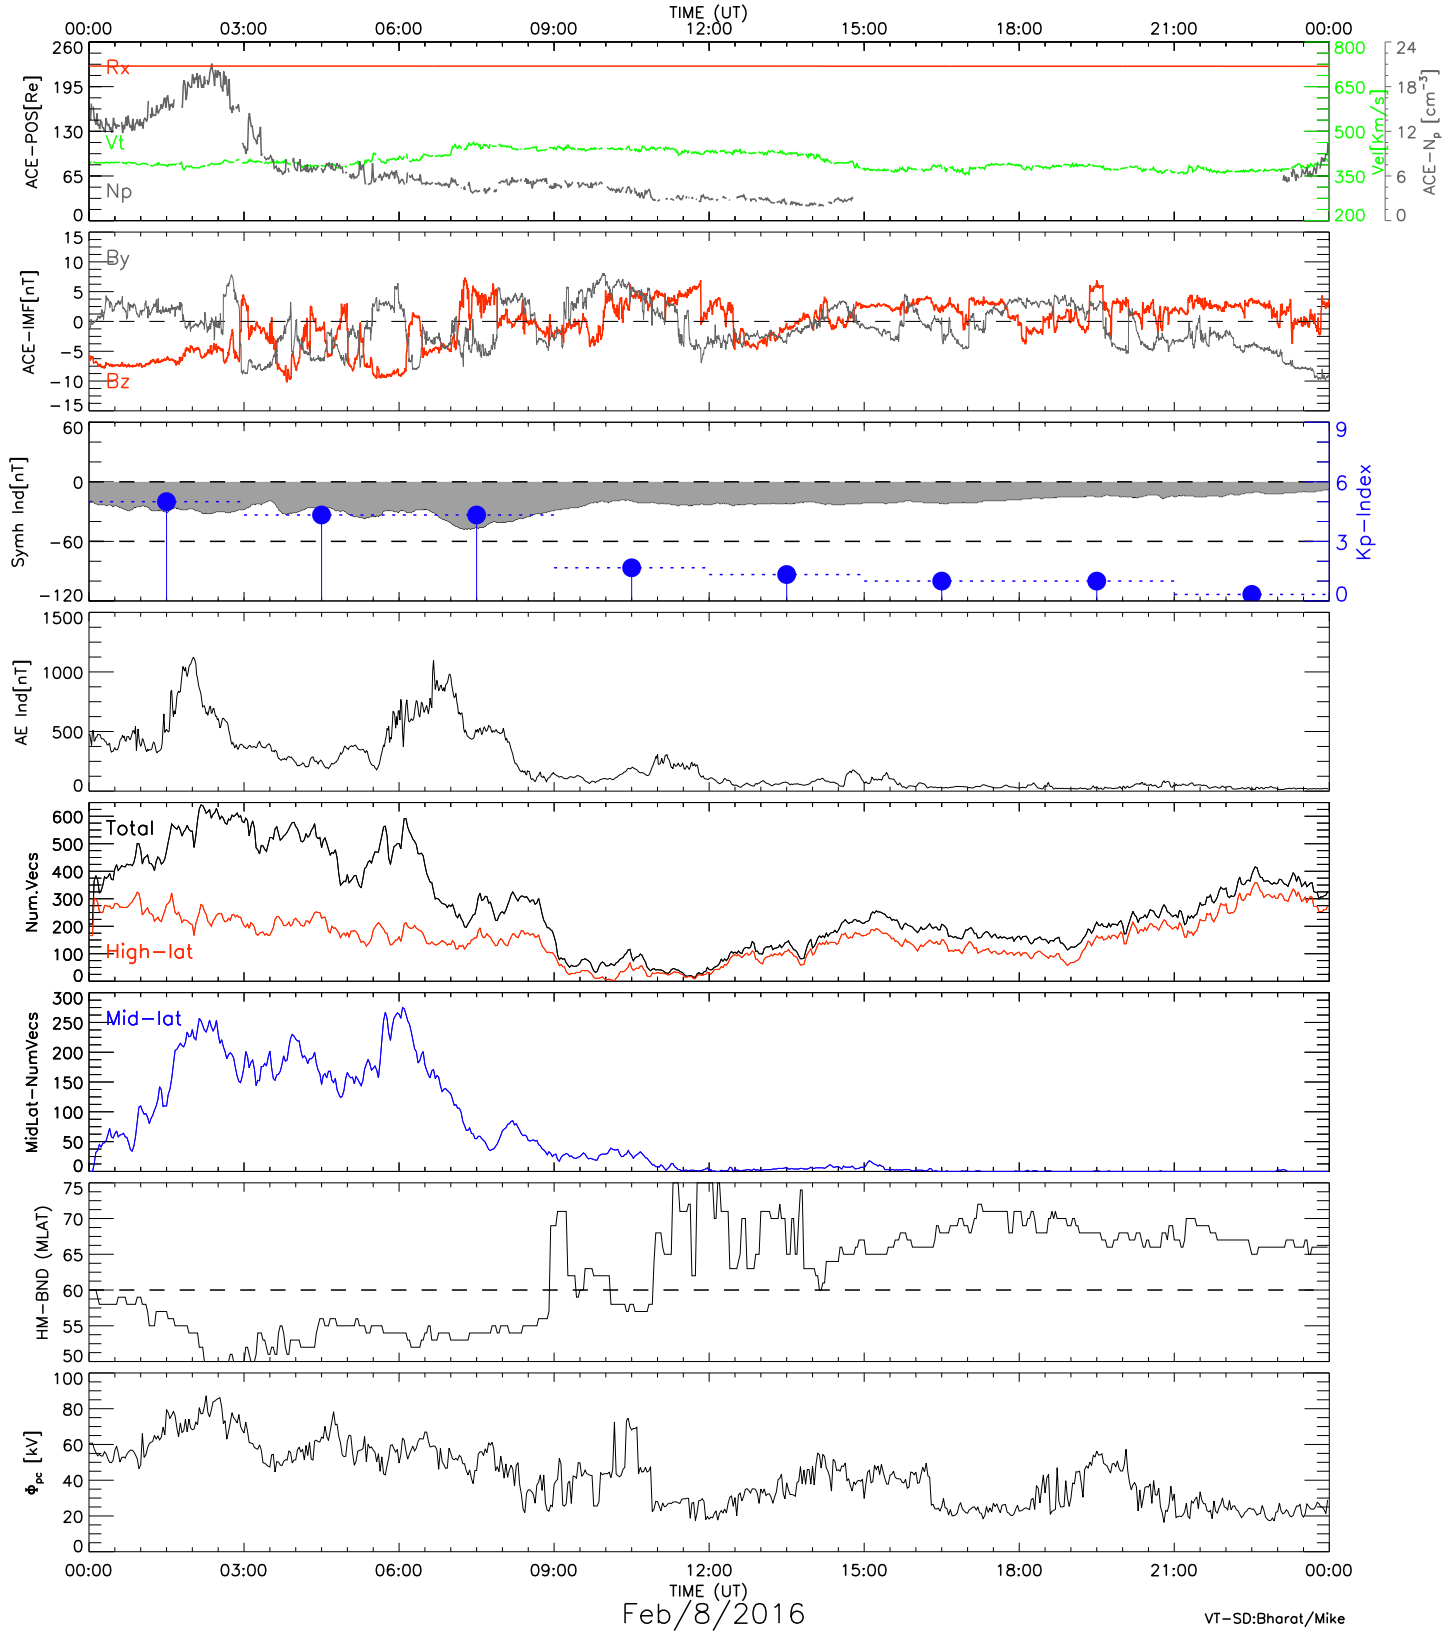 TIME (UT)
00:00 03:00 06:00 09:00 12:00 15:00 18:00 21:00 00:00
260
195
130
65
0
ACE-POS[Re]
Rx
Vt
Np
800
650
500
350
200
Vel[Km/s]
24
18
12
6
0
ACE-Np [cm-3]
15
10
5
0
-5
-10
-15
ACE-IMF[nT]
By
Bz
60
0
-60
-120
Symh Ind[nT]
9
6
3
0
Kp-Index
1500
1000
500
0
AE Ind[nT]
600
500
400
300
200
100
0
Num.Vecs
Total
High-lat
300
250
200
150
100
50
0
MidLat-NumVecs
Mid-lat
75
70
65
60
55
50
HM-BND (MLAT)
100
80
60
40
20
0
Φpc [kV]
00:00 03:00 06:00 09:00 12:00 15:00 18:00 21:00 00:00
TIME (UT)
Feb/8/2016
VT-SD:Bharat/Mike